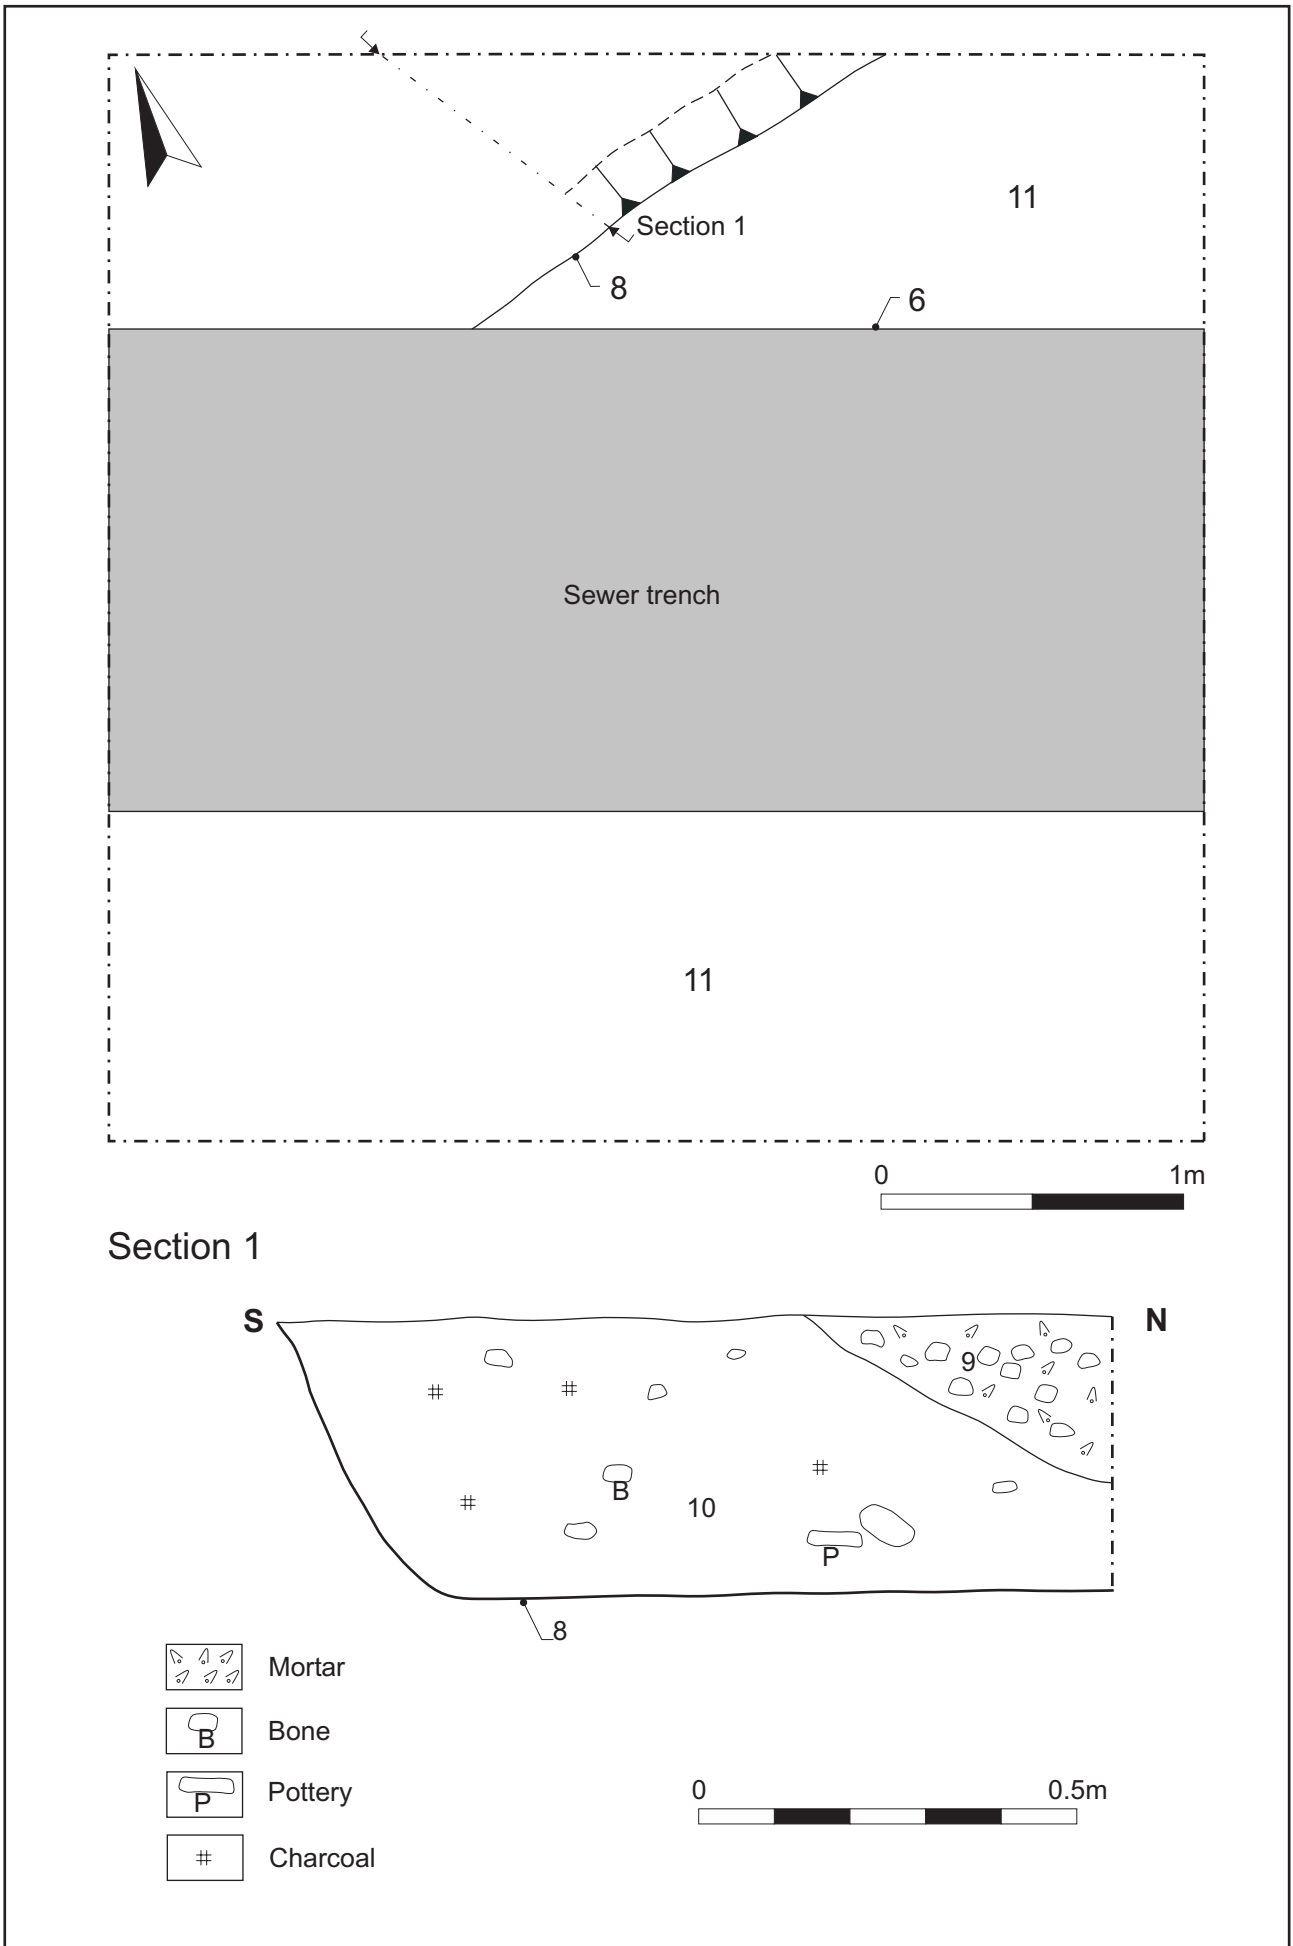 11
Section 1
8
6
Sewer trench
11
0 1m
Section 1
S N
9
B
10
P
8
Mortar
B Bone
P Pottery
Charcoal
0 0.5m